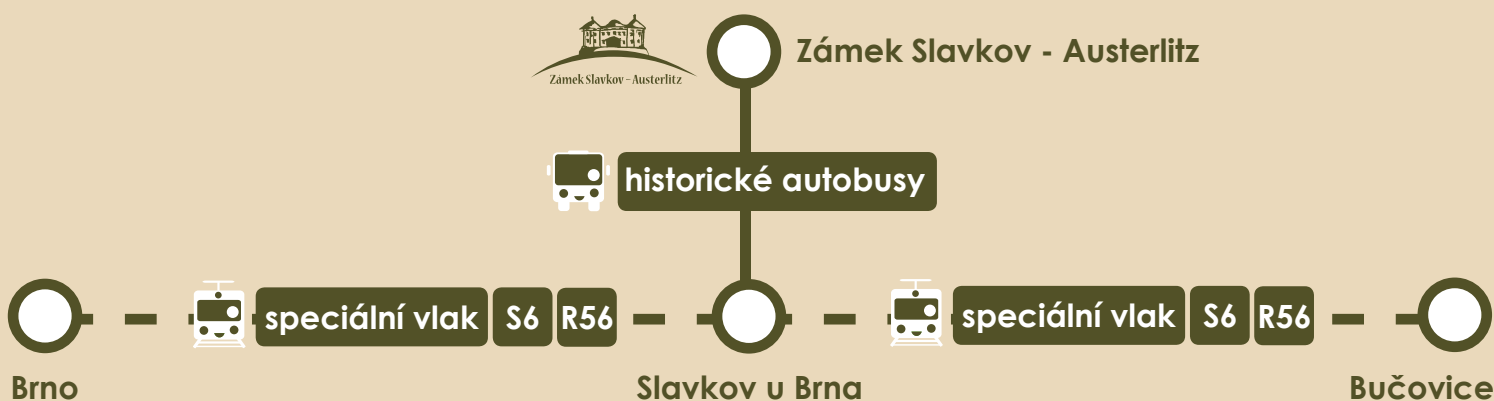 Zámek Slavkov - Austerlitz
Zámek Slavkov - Austerlitz
historické autobusy
speciální vlak S6 R56
speciální vlak S6 R56
Brno
Slavkov u Brna
Bučovice